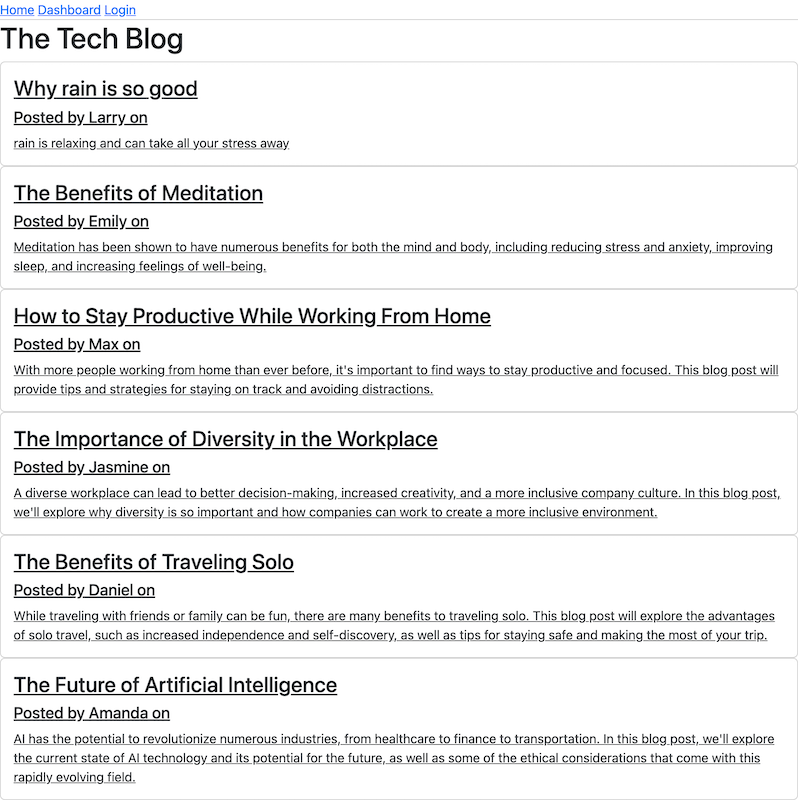 Home Dashboard Login
The Tech Blog
Why rain is so good
Posted by Larry on
rain is relaxing and can take all your stress away
The Benefits of Meditation
Posted by Emily on
Meditation has been shown to have numerous benefits for both the mind and body, including reducing stress and anxiety, improving
sleep, and increasing feelings of well-being.
How to Stay Productive While Working From Home
Posted by Max on
With more people working from home than ever before, it's important to find ways to stay productive and focused. This blog post will
provide tips and strategies for staying on track and avoiding distractions.
The Importance of Diversity in the Workplace
Posted by Jasmine on
A diverse workplace can lead to better decision-making, increased creativity, and a more inclusive company culture. In this blog post,
we'll explore why diversity is so important and how companies can work to create a more inclusive environment.
The Benefits of Traveling Solo
Posted by Daniel on
While traveling with friends or family can be fun, there are many benefits to traveling solo. This blog post will explore the advantages
of solo travel, such as increased independence and self-discovery, as well as tips for staying safe and making the most of your trip.
The Future of Artificial Intelligence
Posted by Amanda on
AI has the potential to revolutionize numerous industries, from healthcare to finance to transportation. In this blog post, we'll explore
the current state of AI technology and its potential for the future, as well as some of the ethical considerations that come with this
rapidly evolving field.